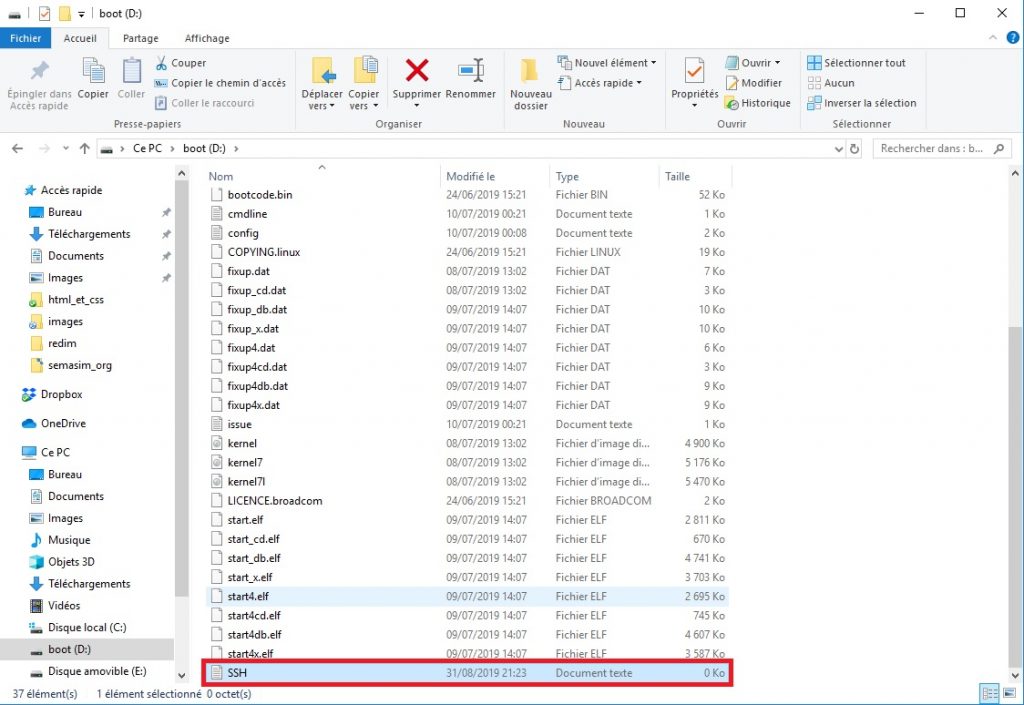 boot (D:)
Fichier Accueil Partage Affichage
Épingler dans Accès rapide
Copier
Coller
Couper
Copier le chemin d'accès
Coller le raccourci
Presse-papiers
Déplacer vers
Copier vers
Supprimer
Renommer
Organiser
Nouveau dossier
Nouvel élément
Accès rapide
Nouveau
Propriétés
Ouvrir
Modifier
Historique
Ouvrir
Sélectionner tout
Aucun
Inverser la sélection
Sélectionner
Ce PC boot (D:)
Rechercher dans : b...
Accès rapide
Bureau
Téléchargements
Documents
Images
html_et_css
images
redim
semasim_org
Dropbox
OneDrive
Ce PC
Bureau
Documents
Images
Musique
Objets 3D
Téléchargements
Vidéos
Disque local (C:)
boot (D:)
Disque amovible (E:)
Nom Modifié le Type Taille
bootcode.bin 24/06/2019 15:21 Fichier BIN 52 Ko
cmdline 10/07/2019 00:21 Document texte 1 Ko
config 10/07/2019 00:08 Document texte 2 Ko
COPYING.linux 24/06/2019 15:21 Fichier LINUX 19 Ko
fixup.dat 08/07/2019 13:02 Fichier DAT 7 Ko
fixup_cd.dat 08/07/2019 13:02 Fichier DAT 3 Ko
fixup_db.dat 09/07/2019 14:07 Fichier DAT 10 Ko
fixup_x.dat 09/07/2019 14:07 Fichier DAT 10 Ko
fixup4.dat 09/07/2019 14:07 Fichier DAT 6 Ko
fixup4cd.dat 09/07/2019 14:07 Fichier DAT 3 Ko
fixup4db.dat 09/07/2019 14:07 Fichier DAT 9 Ko
fixup4x.dat 09/07/2019 14:07 Fichier DAT 9 Ko
issue 10/07/2019 00:21 Document texte 1 Ko
kernel 08/07/2019 13:02 Fichier d'image di... 4 900 Ko
kernel7 08/07/2019 13:02 Fichier d'image di... 5 176 Ko
kernel7l 08/07/2019 13:02 Fichier d'image di... 5 470 Ko
LICENCE.broadcom 24/06/2019 15:21 Fichier BROADCOM 2 Ko
start.elf 09/07/2019 14:07 Fichier ELF 2 811 Ko
start_cd.elf 09/07/2019 14:07 Fichier ELF 670 Ko
start_db.elf 09/07/2019 14:07 Fichier ELF 4 741 Ko
start_x.elf 09/07/2019 14:07 Fichier ELF 3 703 Ko
start4.elf 09/07/2019 14:07 Fichier ELF 2 695 Ko
start4cd.elf 09/07/2019 14:07 Fichier ELF 745 Ko
start4db.elf 09/07/2019 14:07 Fichier ELF 4 607 Ko
start4x.elf 09/07/2019 14:07 Fichier ELF 3 587 Ko
SSH 31/08/2019 21:23 Document texte 0 Ko
37 élément(s) 1 élément sélectionné 0 octet(s)